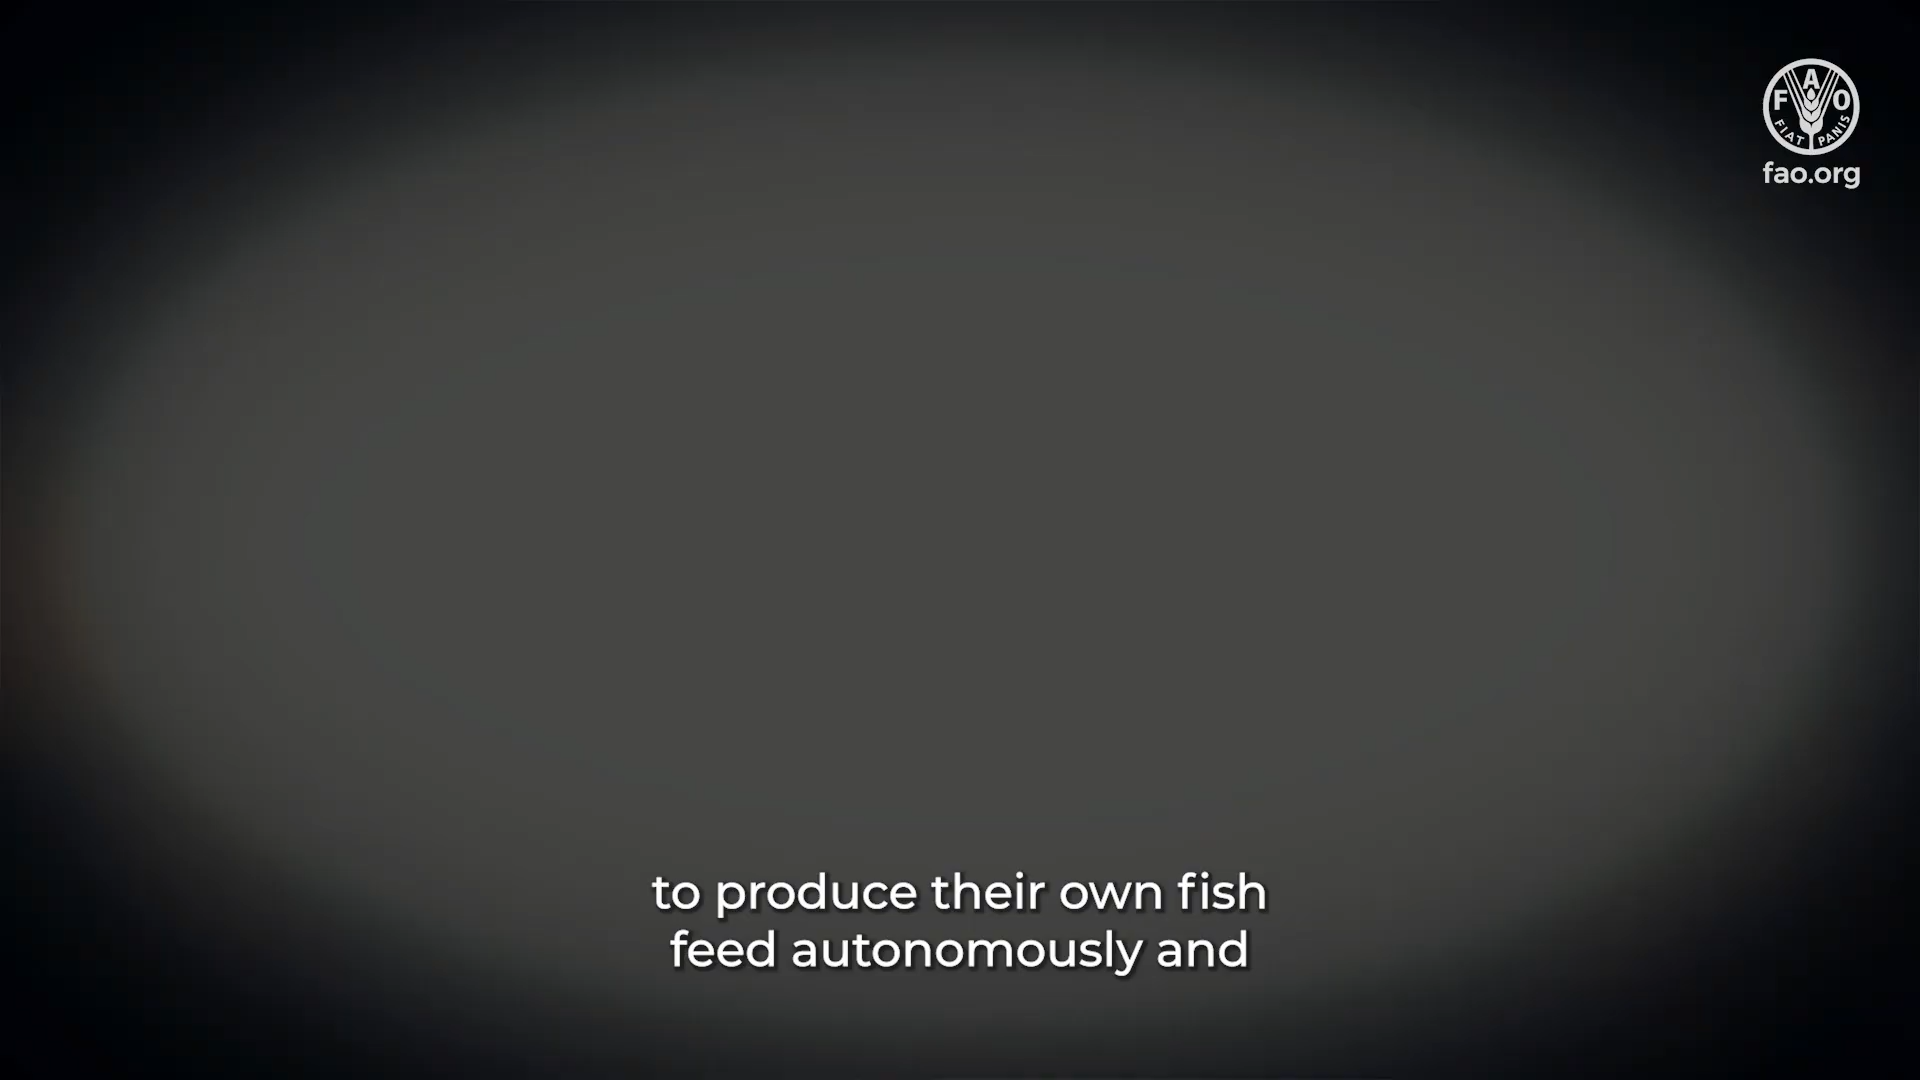 F A O
FIAT PANIS
fao.org
to produce their own fish
feed autonomously and